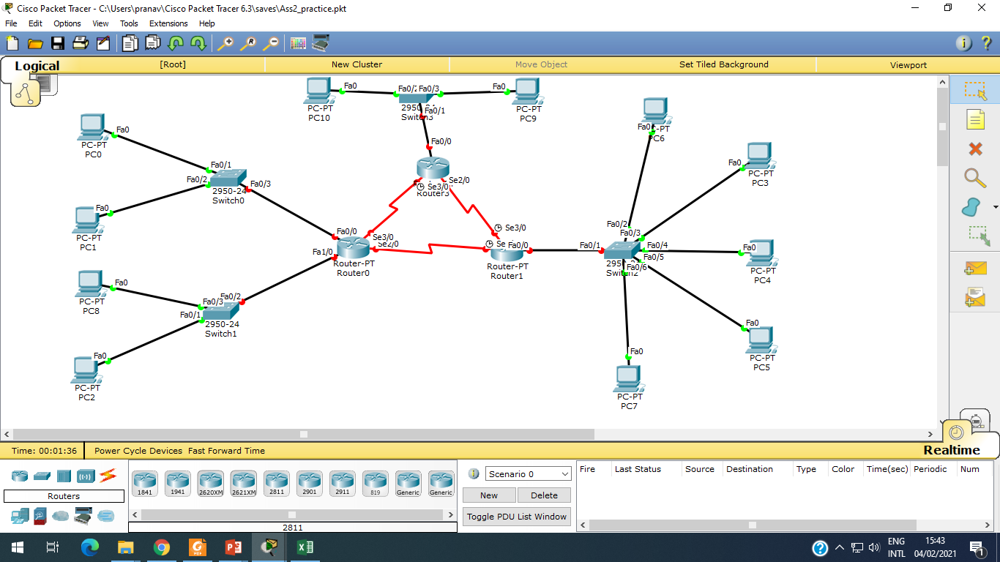 Cisco Packet Tracer - C:\Users\pranav\Cisco Packet Tracer 6.3\saves\Ass2_practice.pkt
File Edit Options View Tools Extensions Help
Logical [Root] New Cluster Move Object Set Tiled Background Viewport
Fa0 Fa0/2 Fa0/3 Fa0
PC-PT
PC10
2950-24
Switch3
Fa0/1
PC-PT
PC9
Fa0/0
Se3/0
Se2/0
Router3
Fa0
PC-PT
PC0
Fa0/1
Fa0/2
Fa0/3
2950-24
Switch0
Fa0
PC-PT
PC1
Fa0/0
Se3/0
Se2/0
Fa1/0
Router-PT
Router0
Fa0
PC-PT
PC8
Fa0/2
Fa0/3
Fa0/1
2950-24
Switch1
Fa0
PC-PT
PC2
Se3/0
Se
Fa0/0
Router-PT
Router1
Fa0/1
Fa0/2
Fa0/3
Fa0/4
Fa0/5
Fa0/6
Switch2
Fa0
PC-PT
PC6
Fa0
PC-PT
PC3
Fa0
PC-PT
PC4
Fa0
PC-PT
PC5
Fa0
PC-PT
PC7
Time: 00:01:36 Power Cycle Devices Fast Forward Time Realtime
Routers
1841 1941 2620XM 2621XM 2811 2901 2911 819 Generic Generic
2811
Scenario 0
New Delete
Toggle PDU List Window
Fire Last Status Source Destination Type Color Time(sec) Periodic Num
ENG
INTL
15:43
04/02/2021
1